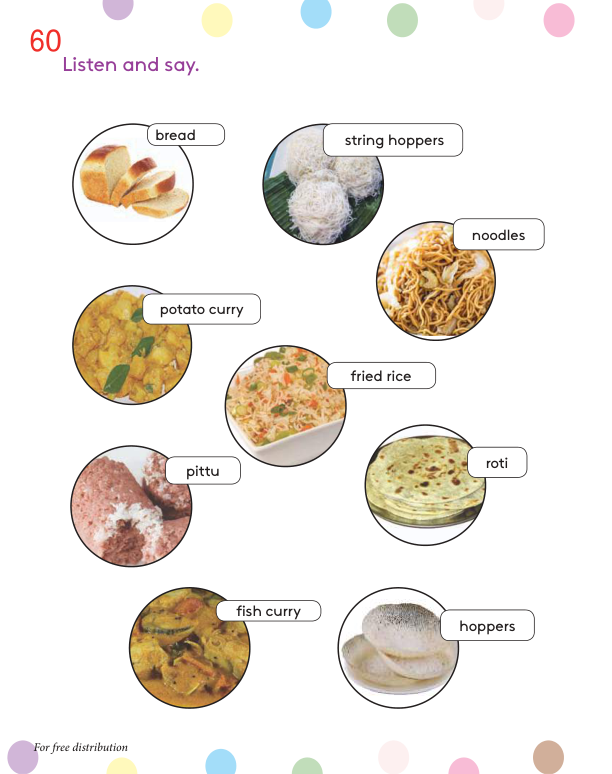 60
Listen and say.
bread
string hoppers
noodles
potato curry
fried rice
roti
pittu
fish curry
hoppers
For free distribution